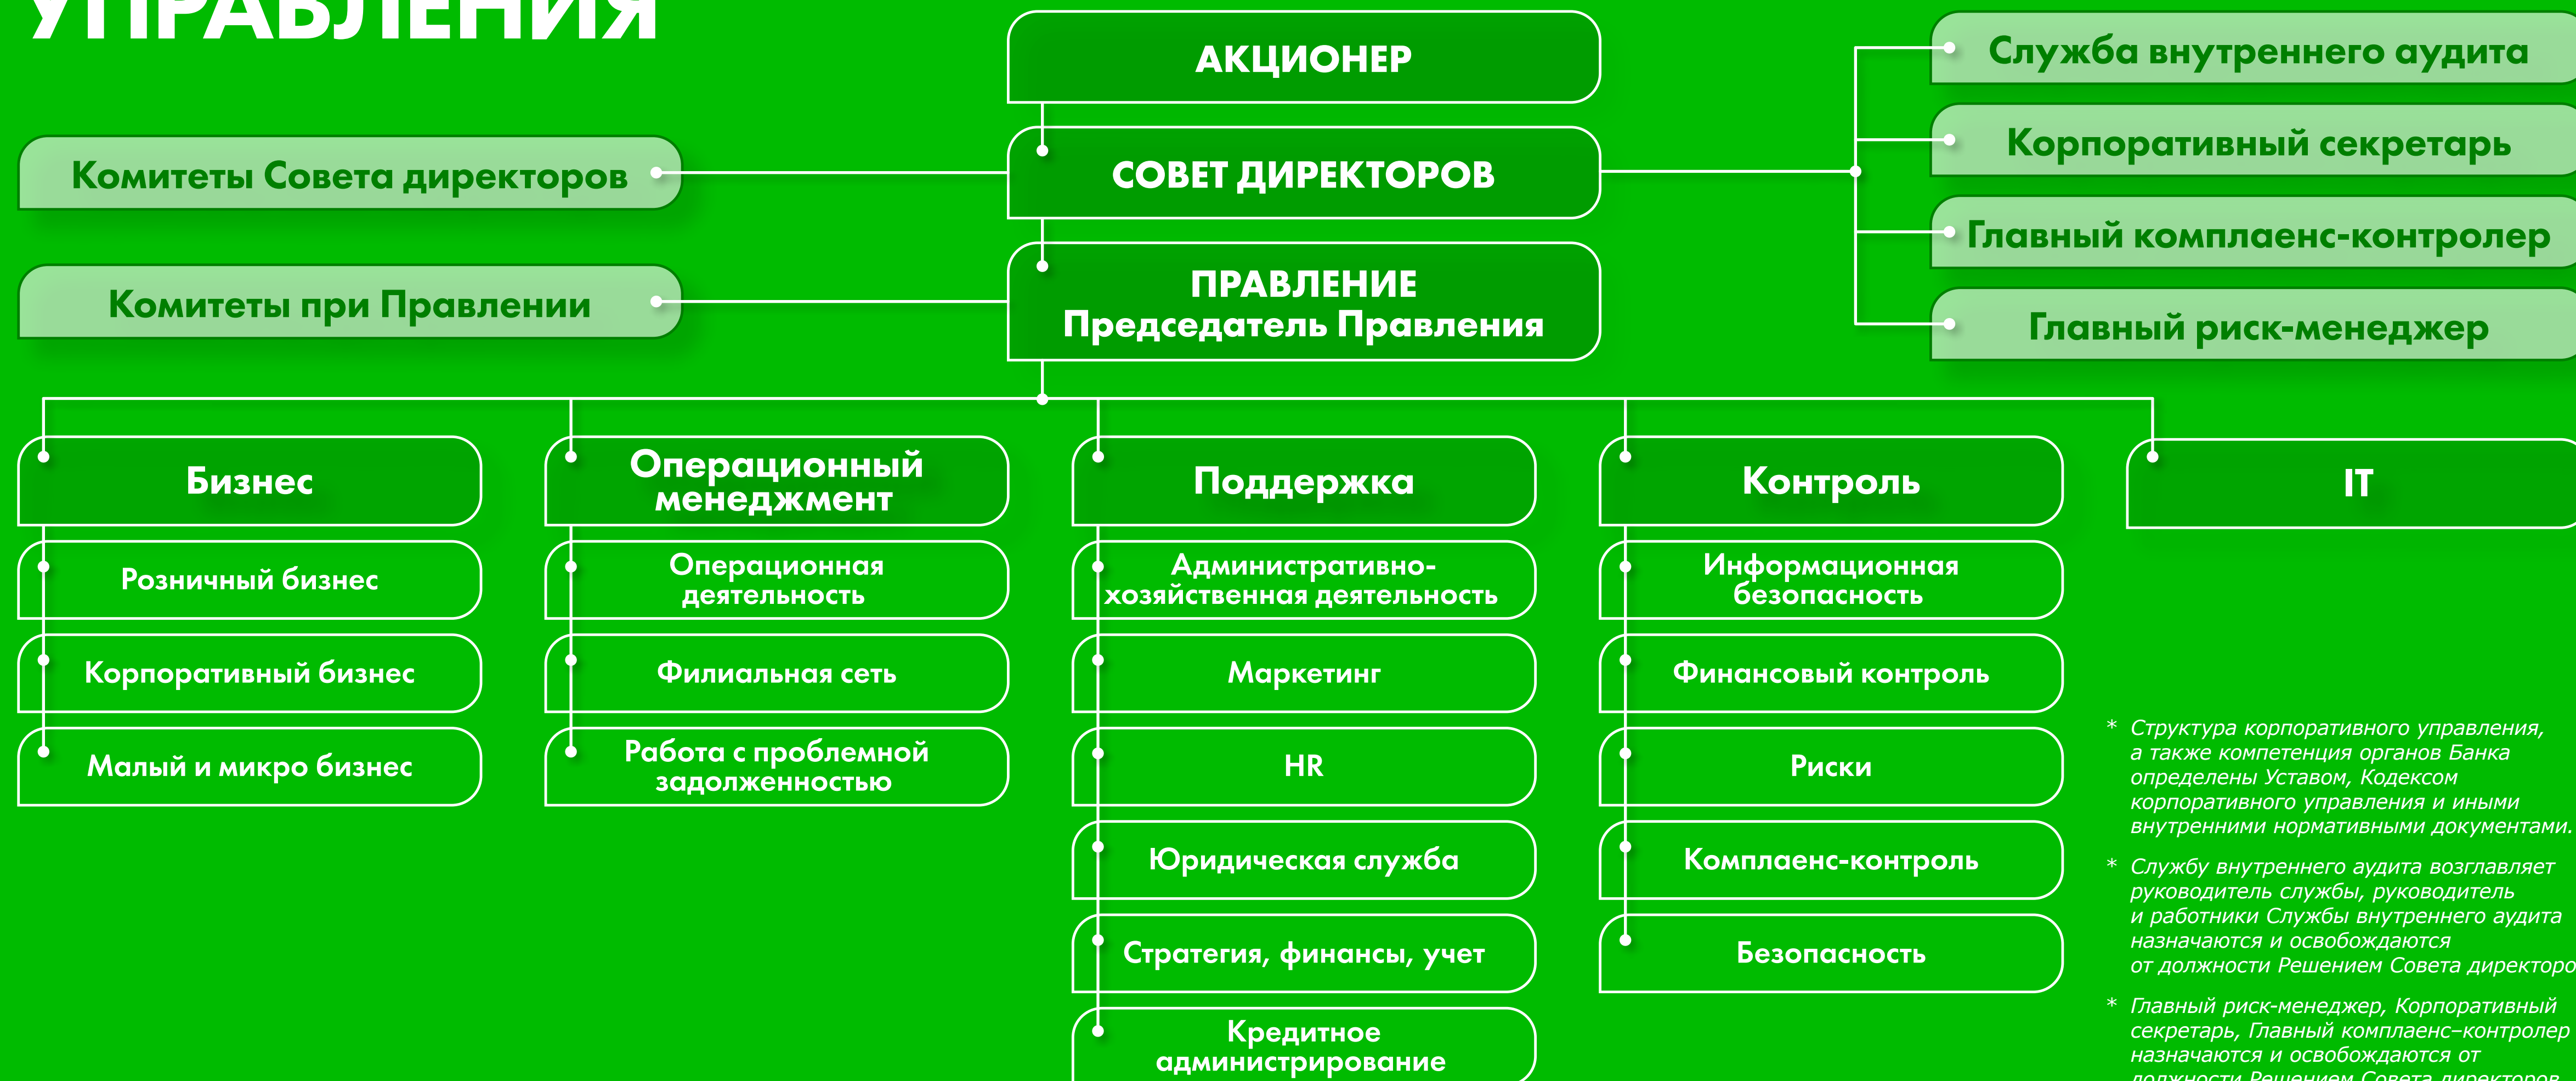 УПРАВЛЕНИЯ
АКЦИОНЕР
СОВЕТ ДИРЕКТОРОВ
ПРАВЛЕНИЕ
Председатель Правления
Комитеты Совета директоров
Комитеты при Правлении
Служба внутреннего аудита
Корпоративный секретарь
Главный комплаенс-контролер
Главный риск-менеджер
Бизнес
Розничный бизнес
Корпоративный бизнес
Малый и микро бизнес
Операционный
менеджмент
Операционная
деятельность
Филиальная сеть
Работа с проблемной
задолженностью
Поддержка
Административно-
хозяйственная деятельность
Маркетинг
HR
Юридическая служба
Стратегия, финансы, учет
Кредитное
администрирование
Контроль
Информационная
безопасность
Финансовый контроль
Риски
Комплаенс-контроль
Безопасность
IT
* Структура корпоративного управления,
а также компетенция органов Банка
определены Уставом, Кодексом
корпоративного управления и иными
внутренними нормативными документами.
* Службу внутреннего аудита возглавляет
руководитель службы, руководитель
и работники Службы внутреннего аудита
назначаются и освобождаются
от должности Решением Совета директоро
* Главный риск-менеджер, Корпоративный
секретарь, Главный комплаенс–контролер
назначаются и освобождаются от
должности Решением Совета директоров